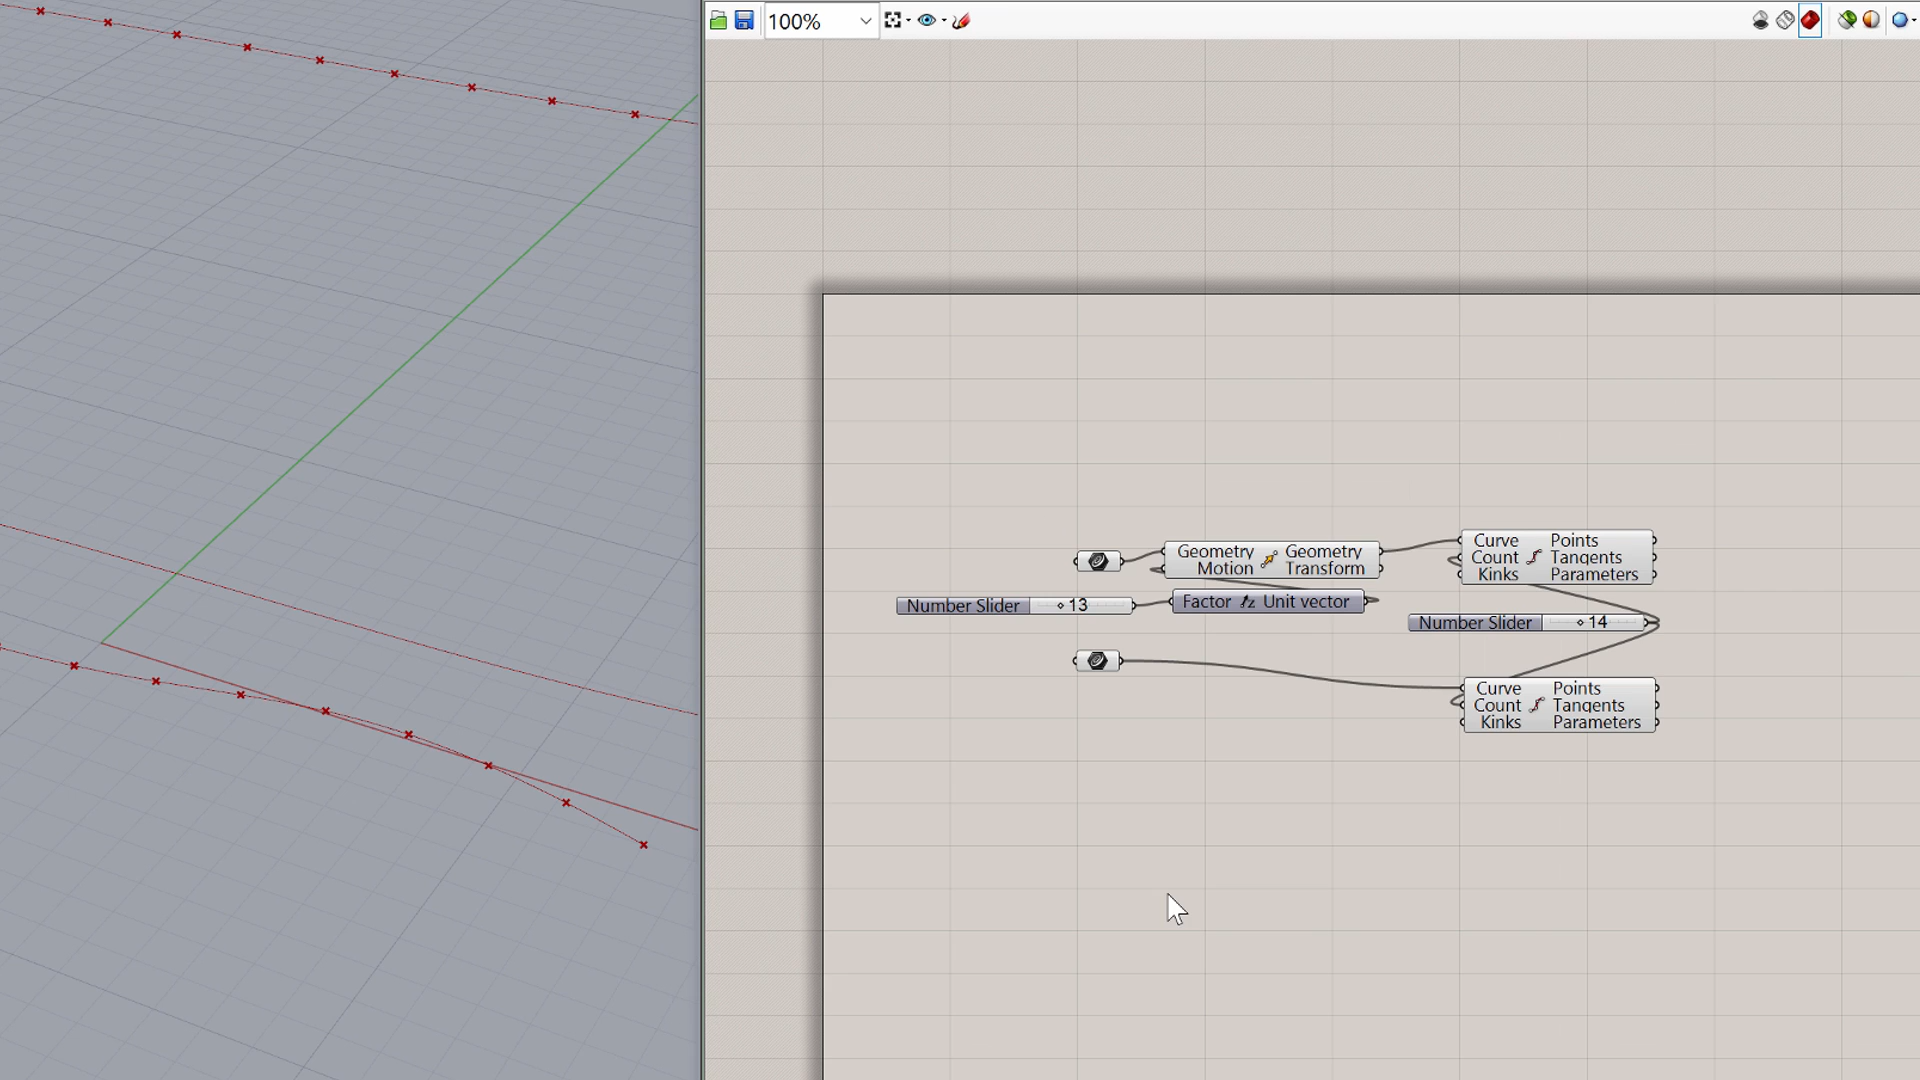 100%
Geometry Geometry
Motion Transform
Number Slider 13
Factor Unit vector
Curve Points
Count Tangents
Kinks Parameters
Number Slider 14
Curve Points
Count Tangents
Kinks Parameters